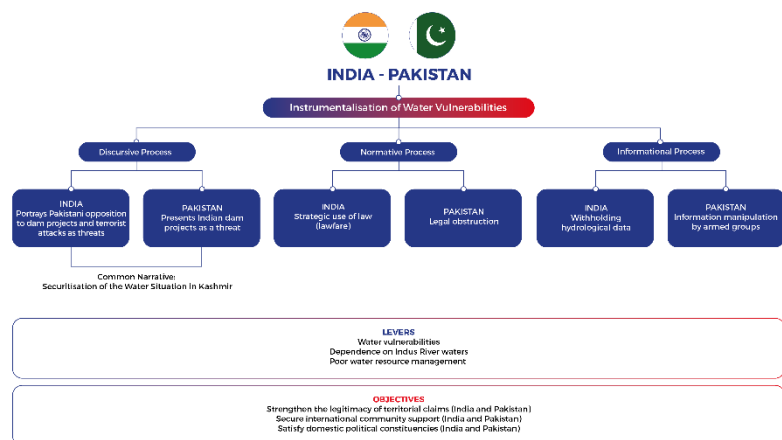 INDIA - PAKISTAN
Instrumentalisation of Water Vulnerabilities
Discursive Process
Normative Process
Informational Process
INDIA
Portrays Pakistani opposition
to dam projects and terrorist
attacks as threats
PAKISTAN
Presents Indian dam
projects as a threat
INDIA
Strategic use of law
(lawfare)
PAKISTAN
Legal obstruction
INDIA
Withholding
hydrological data
PAKISTAN
Information manipulation
by armed groups
Common Narrative:
Securitisation of the Water Situation in Kashmir
LEVERS
Water vulnerabilities
Dependence on Indus River waters
Poor water resource management
OBJECTIVES
Strengthen the legitimacy of territorial claims (India and Pakistan)
Secure international community support (India and Pakistan)
Satisfy domestic political constituencies (India and Pakistan)